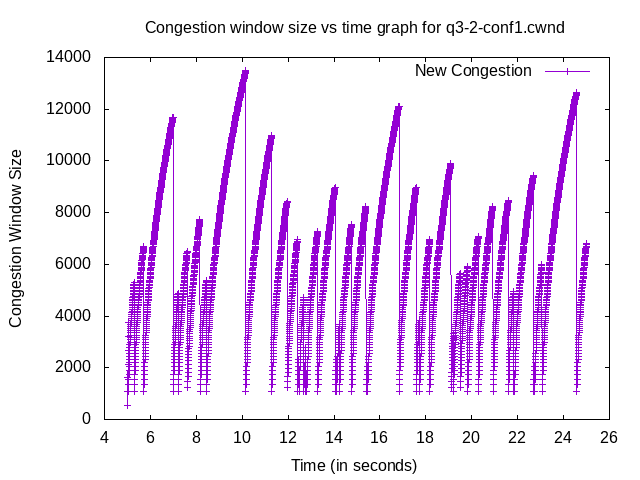 Congestion window size vs time graph for q3-2-conf1.cwnd
New Congestion
14000
12000
10000
8000
6000
4000
2000
0
4 6 8 10 12 14 16 18 20 22 24 26
Congestion Window Size
Time (in seconds)